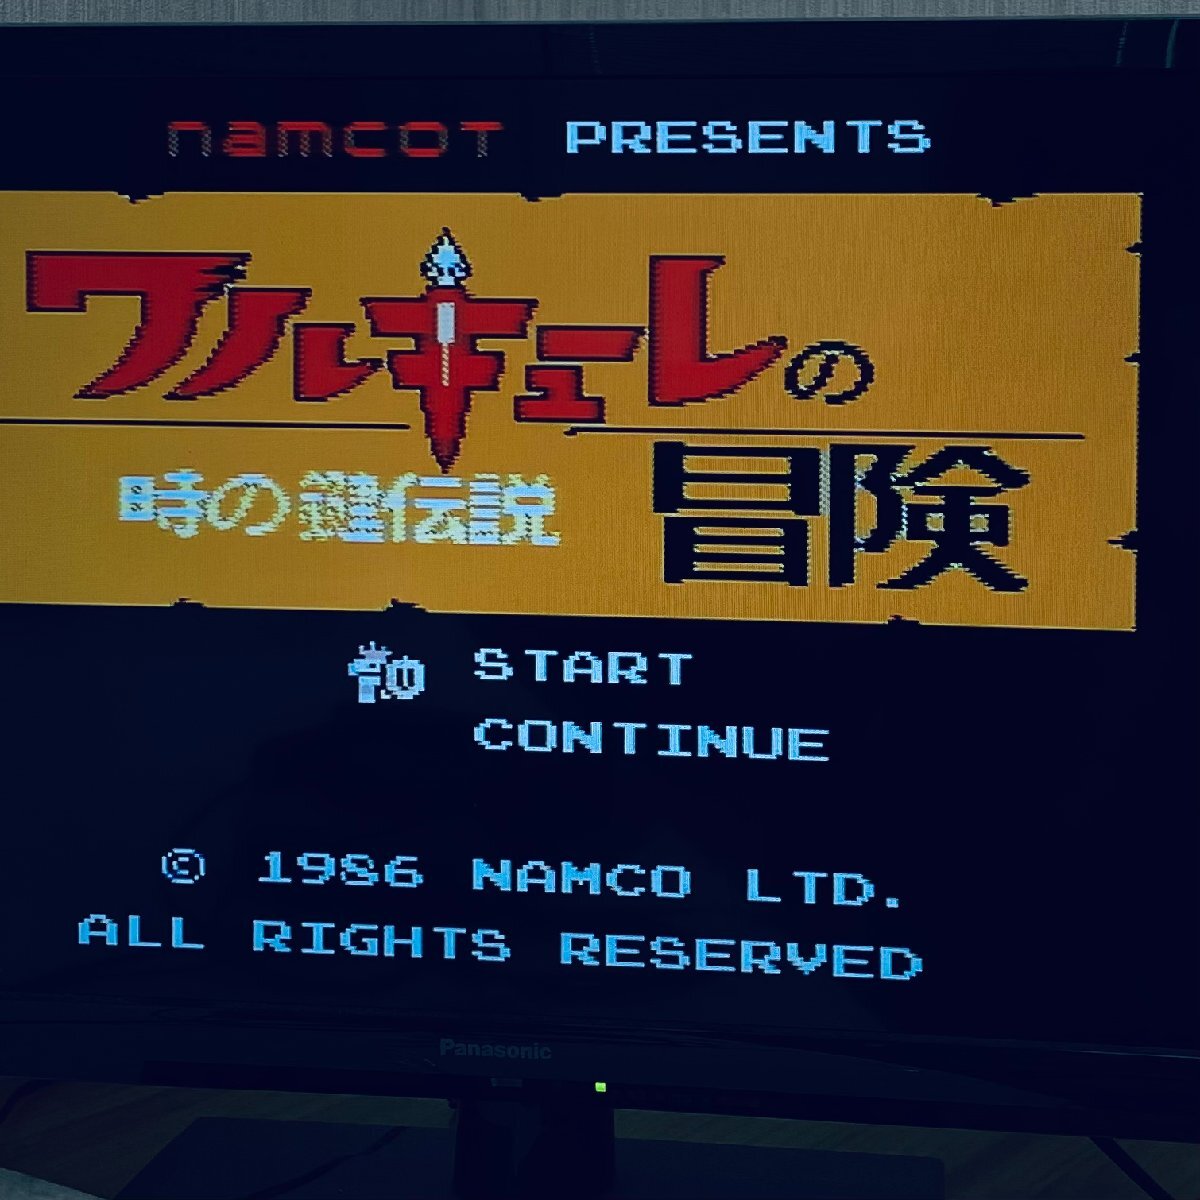 namcot PRESENTS
ワルキューレの
冒険
時の鍵伝説
START
CONTINUE
© 1986 NAMCO LTD.
ALL RIGHTS RESERVED
Panasonic